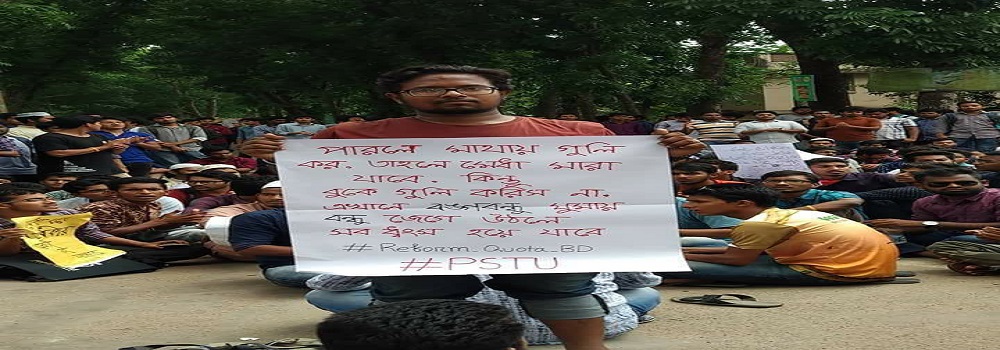 পারলে মাথায় গুলি
কর. তাহলে মেধা মারা
যাবে. কিন্তু
বুকে গুলি করিস না.
এখানে বঙ্গবন্ধু ঘুমায়
বন্ধু জেগে উঠলে
সব ধ্বংস হয়ে যাবে
#Reform_Quota_BD
#PSTU